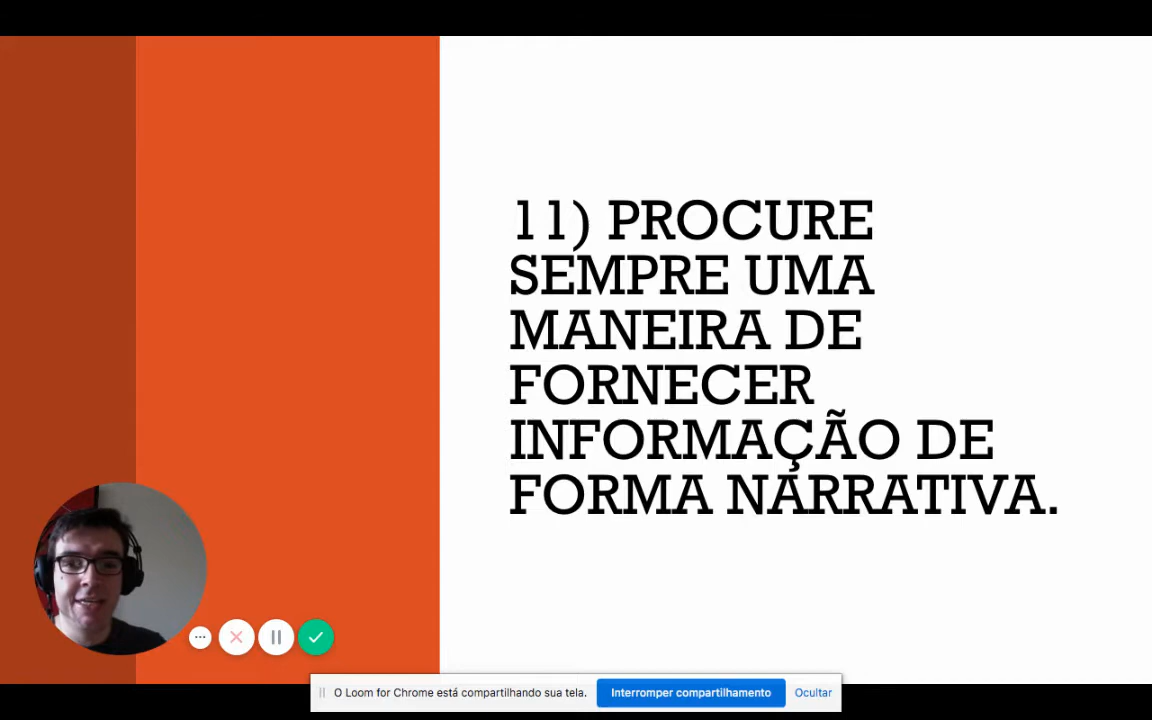 11) PROCURE
SEMPRE UMA
MANEIRA DE
FORNECER
INFORMAÇÃO DE
FORMA NARRATIVA.
O Loom for Chrome está compartilhando sua tela.
Interromper compartilhamento
Ocultar